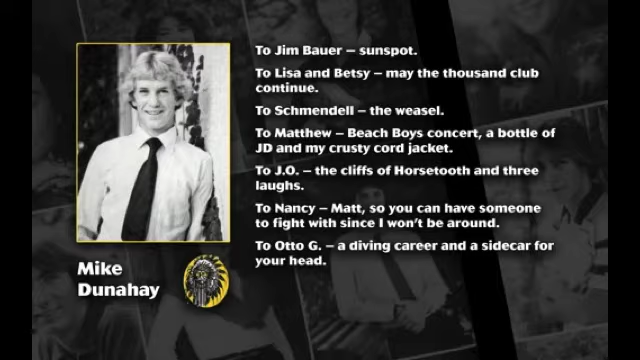 To Jim Bauer – sunspot.
To Lisa and Betsy – may the thousand club
continue.
To Schmendell – the weasel.
To Matthew – Beach Boys concert, a bottle of
JD and my crusty cord jacket.
To J.O. – the cliffs of Horsetooth and three
laughs.
To Nancy – Matt, so you can have someone
to fight with since I won't be around.
To Otto G. – a diving career and a sidecar for
your head.
Mike
Dunahay